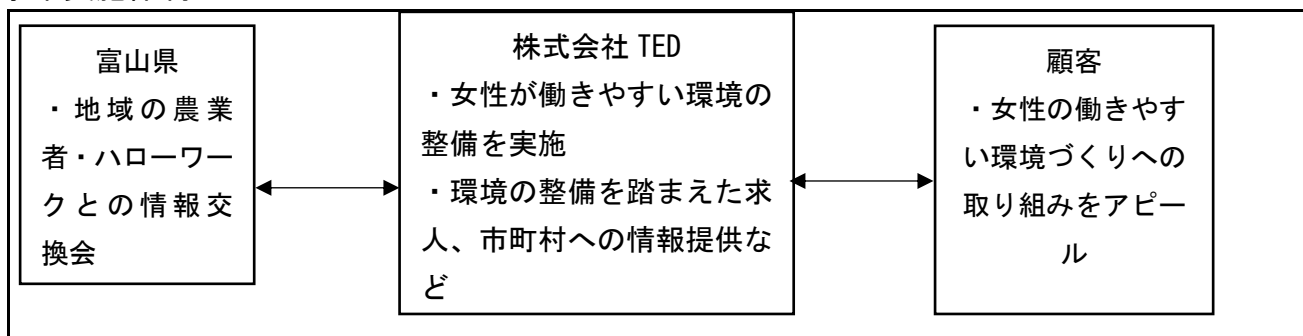 富山県
・地域の農業
者・ハローワー
クとの情報交
換会
株式会社 TED
・女性が働きやすい環境の
整備を実施
・環境の整備を踏まえた求
人、市町村への情報提供な
ど
顧客
・女性の働きやす
い環境づくりへの
取り組みをアピー
ル